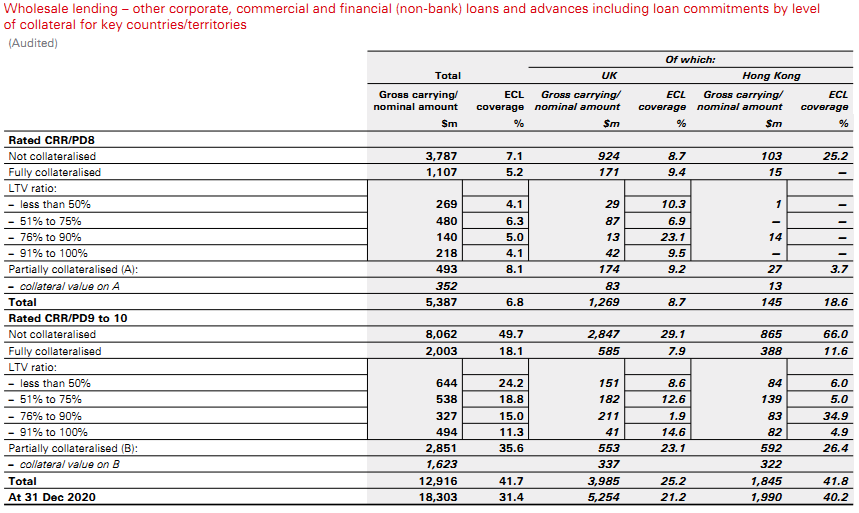 Wholesale lending – other corporate, commercial and financial (non-bank) loans and advances including loan commitments by level
of collateral for key countries/territories
(Audited)
Of which:
Total UK Hong Kong
Gross carrying/ ECL Gross carrying/ ECL Gross carrying/ ECL
nominal amount coverage nominal amount coverage nominal amount coverage
$m % $m % $m %
Rated CRR/PD8
Not collateralised 3,787 7.1 924 8.7 103 25.2
Fully collateralised 1,107 5.2 171 9.4 15 –
LTV ratio:
– less than 50% 269 4.1 29 10.3 1 –
– 51% to 75% 480 6.3 87 6.9 – –
– 76% to 90% 140 5.0 13 23.1 14 –
– 91% to 100% 218 4.1 42 9.5 – –
Partially collateralised (A): 493 8.1 174 9.2 27 3.7
– collateral value on A 352 83 13
Total 5,387 6.8 1,269 8.7 145 18.6
Rated CRR/PD9 to 10
Not collateralised 8,062 49.7 2,847 29.1 865 66.0
Fully collateralised 2,003 18.1 585 7.9 388 11.6
LTV ratio:
– less than 50% 644 24.2 151 8.6 84 6.0
– 51% to 75% 538 18.8 182 12.6 139 5.0
– 76% to 90% 327 15.0 211 1.9 83 34.9
– 91% to 100% 494 11.3 41 14.6 82 4.9
Partially collateralised (B): 2,851 35.6 553 23.1 592 26.4
– collateral value on B 1,623 337 322
Total 12,916 41.7 3,985 25.2 1,845 41.8
At 31 Dec 2020 18,303 31.4 5,254 21.2 1,990 40.2